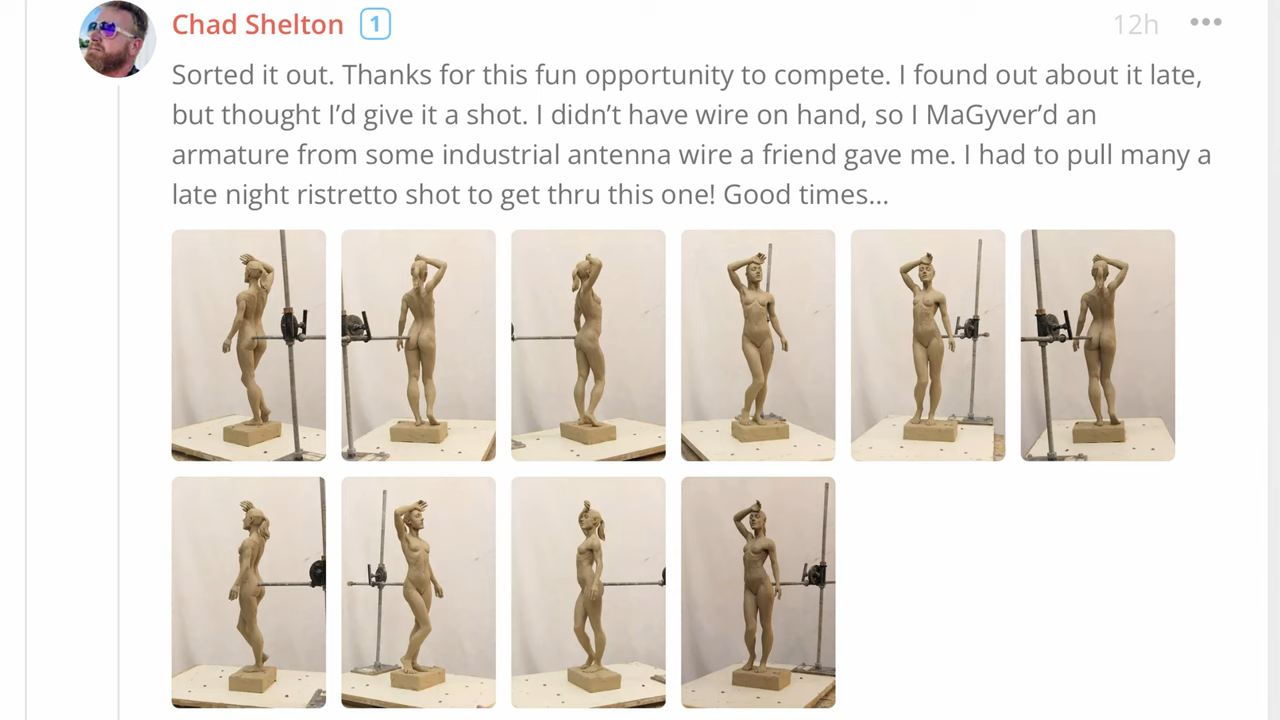 Chad Shelton 1 12h
Sorted it out. Thanks for this fun opportunity to compete. I found out about it late,
but thought I’d give it a shot. I didn’t have wire on hand, so I MaGyver’d an
armature from some industrial antenna wire a friend gave me. I had to pull many a
late night ristretto shot to get thru this one! Good times...